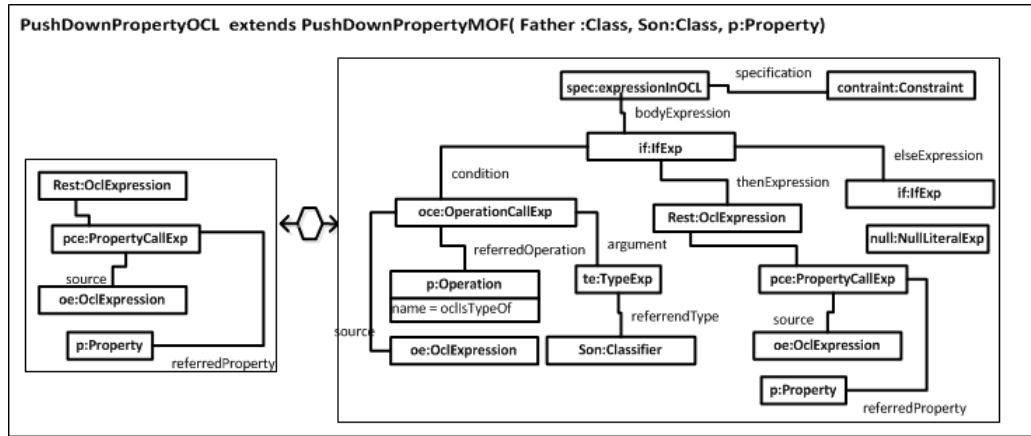 PushDownPropertyOCL extends PushDownPropertyMOF( Father :Class, Son:Class, p:Property)
specification
spec:expressionInOCL
contraint:Constraint
bodyExpression
if:IfExp
elseExpression
condition
thenExpression
if:IfExp
Rest:OclExpression
oce:OperationCallExp
Rest:OclExpression
pce:PropertyCallExp
referredOperation
argument
null:NullLiteralExp
source
p:Operation
te:TypeExp
pce:PropertyCallExp
oe:OclExpression
name = oclIsTypeOf
referrendType
source
source
p:Property
oe:OclExpression
Son:Classifier
oe:OclExpression
referredProperty
p:Property
referredProperty